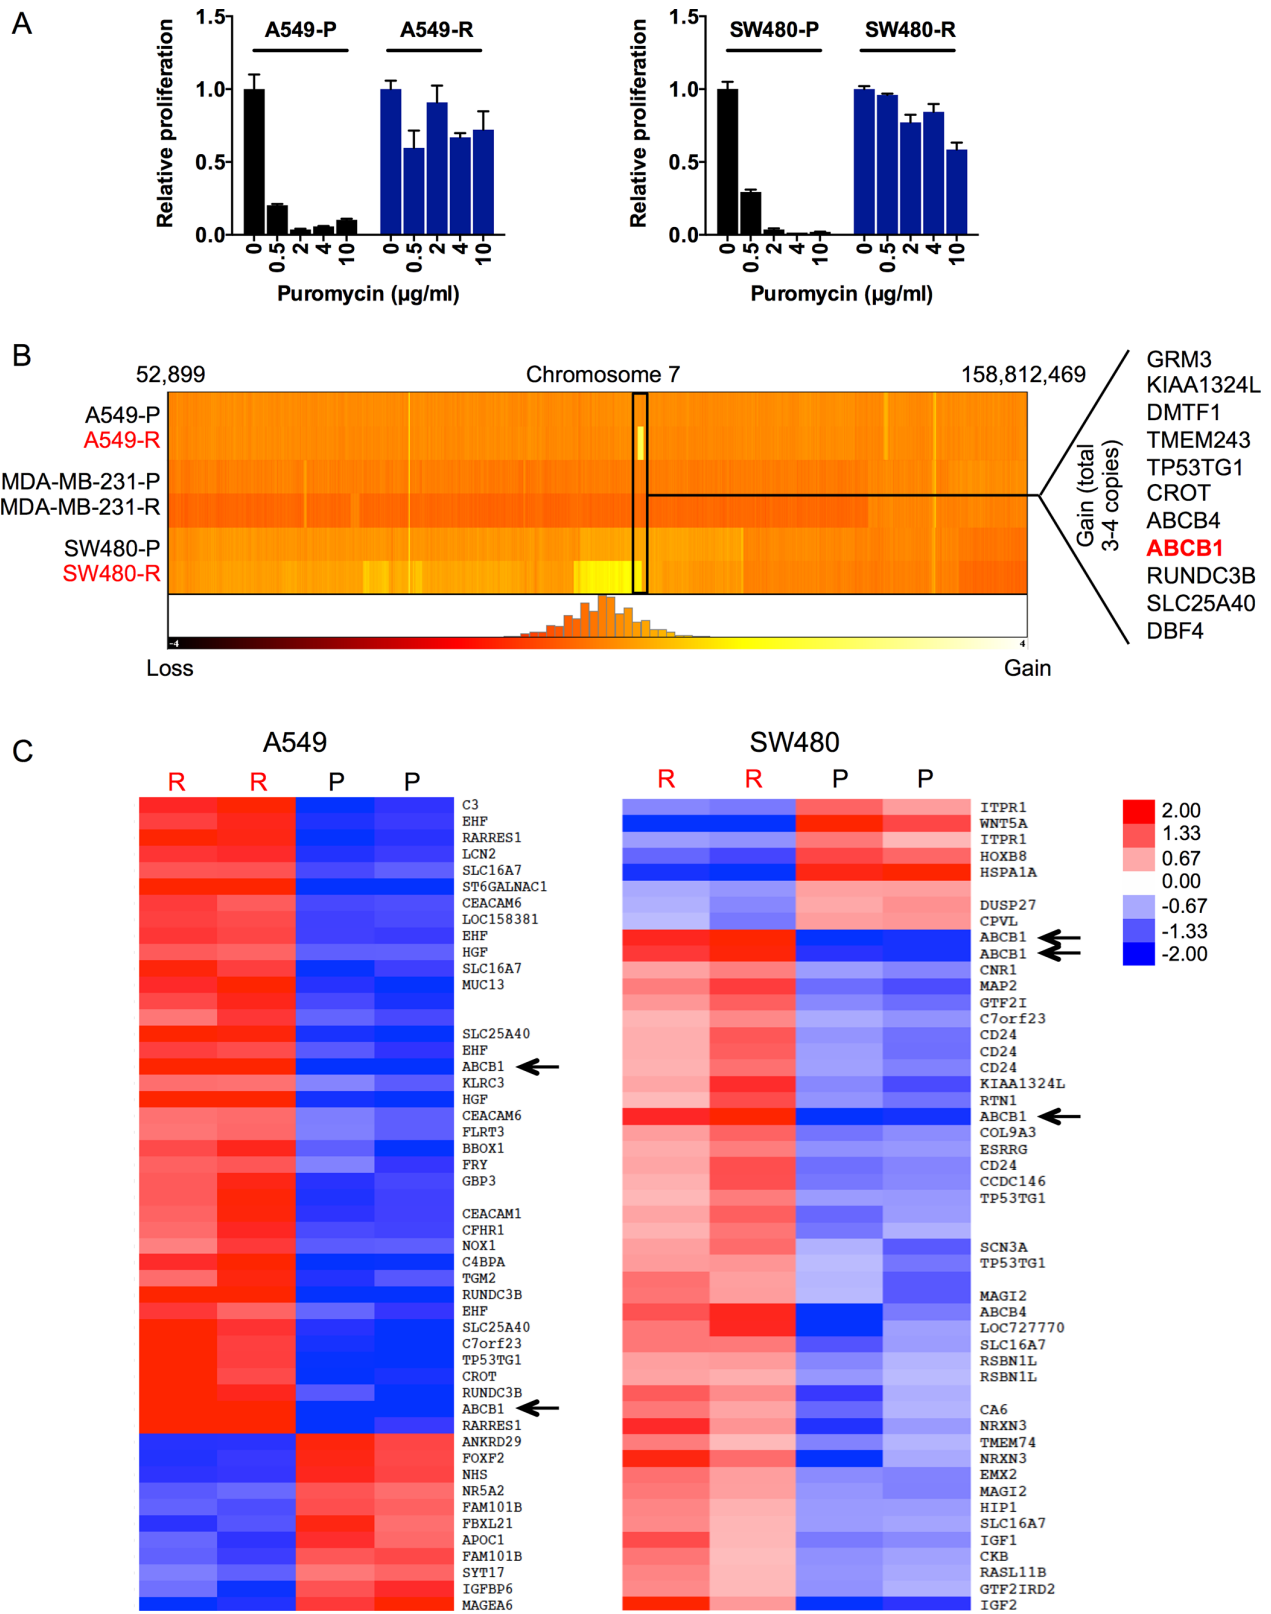 A
A549-P
A549-R
Relative proliferation
1.5
1.0
0.5
0.0
0
0.5
2
4
10
0
0.5
2
4
10
Puromycin (µg/ml)
SW480-P
SW480-R
Relative proliferation
1.5
1.0
0.5
0.0
0
0.5
2
4
10
0
0.5
2
4
10
Puromycin (µg/ml)
B
52,899
Chromosome 7
158,812,469
A549-P
A549-R
MDA-MB-231-P
MDA-MB-231-R
SW480-P
SW480-R
-4
4
Loss
Gain
Gain (total
3-4 copies)
GRM3
KIAA1324L
DMTF1
TMEM243
TP53TG1
CROT
ABCB4
ABCB1
RUNDC3B
SLC25A40
DBF4
C
A549
R R P P
C3
EHF
RARRES1
LCN2
SLC16A7
ST6GALNAC1
CEACAM6
LOC158381
EHF
HGF
SLC16A7
MUC13
SLC25A40
EHF
ABCB1
KLRC3
HGF
CEACAM6
FLRT3
BBOX1
FRY
GBP3
CEACAM1
CFHR1
NOX1
C4BPA
TGM2
RUNDC3B
EHF
SLC25A40
C7orf23
TP53TG1
CROT
RUNDC3B
ABCB1
RARRES1
ANKRD29
FOXF2
NHS
NR5A2
FAM101B
FBXL21
APOC1
FAM101B
SYT17
IGFBP6
MAGEA6
SW480
R R P P
ITPR1
WNT5A
ITPR1
HOXB8
HSPA1A
DUSP27
CPVL
ABCB1
ABCB1
CNR1
MAP2
GTF2I
C7orf23
CD24
CD24
CD24
KIAA1324L
RTN1
ABCB1
COL9A3
ESRRG
CD24
CCDC146
TP53TG1
SCN3A
TP53TG1
MAGI2
ABCB4
LOC727770
SLC16A7
RSBN1L
RSBN1L
CA6
NRXN3
TMEM74
NRXN3
EMX2
MAGI2
HIP1
SLC16A7
IGF1
CKB
RASL11B
GTF2IRD2
IGF2
2.00
1.33
0.67
0.00
-0.67
-1.33
-2.00